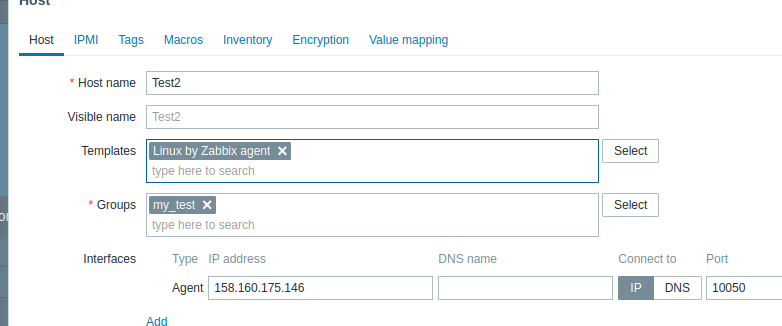 Host
Host IPMI Tags Macros Inventory Encryption Value mapping
* Host name Test2
Visible name Test2
Templates Linux by Zabbix agent ✕ Select
type here to search
* Groups my_test ✕ Select
type here to search
Interfaces Type IP address DNS name Connect to Port
Agent 158.160.175.146 IP DNS 10050
Add